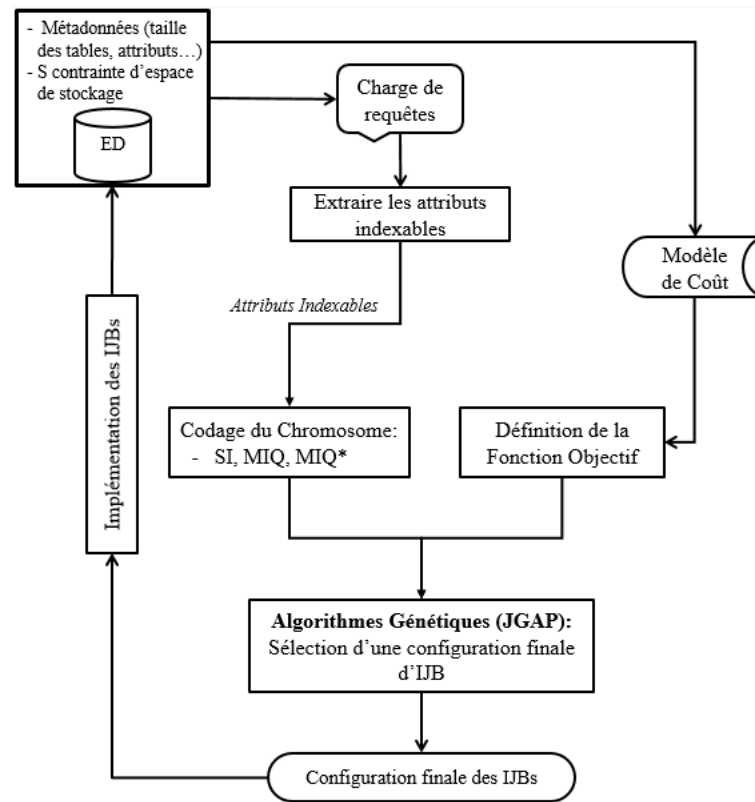 - Métadonnées (taille
des tables, attributs…)
- S contrainte d’espace
de stockage
ED
Charge de
requêtes
Extraire les attributs
indexables
Modèle
de Coût
Attributs Indexables
Implémentation des IJBs
Codage du Chromosome:
- SI, MIQ, MIQ*
Définition de la
Fonction Objectif
Algorithmes Génétiques (JGAP):
Sélection d’une configuration finale
d’IJB
Configuration finale des IJBs